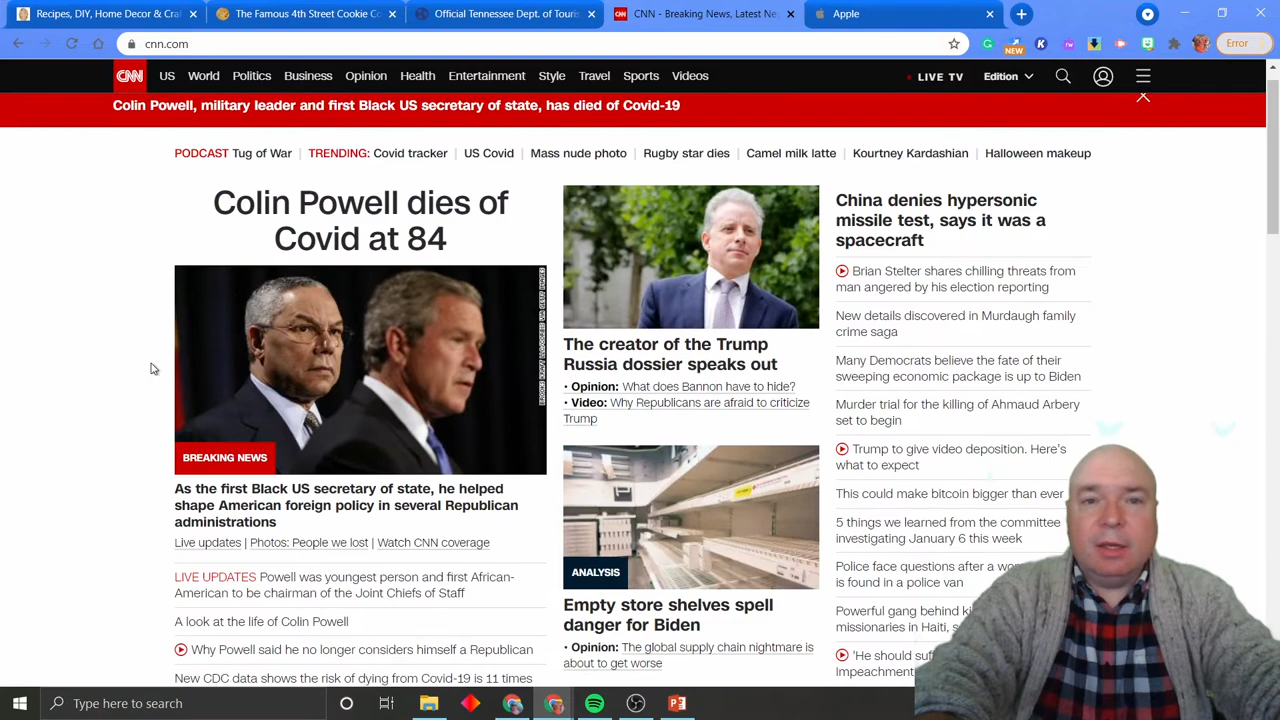 Recipes, DIY, Home Decor & Cra
The Famous 4th Street Cookie Co
Official Tennessee Dept. of Touris
CNN - Breaking News, Latest Ne
Apple
cnn.com
NEW
Error
CNN
US
World
Politics
Business
Opinion
Health
Entertainment
Style
Travel
Sports
Videos
LIVE TV
Edition
Colin Powell, military leader and first Black US secretary of state, has died of Covid-19
PODCAST Tug of War
TRENDING: Covid tracker
US Covid
Mass nude photo
Rugby star dies
Camel milk latte
Kourtney Kardashian
Halloween makeup
Colin Powell dies of
Covid at 84
BREAKING NEWS
As the first Black US secretary of state, he helped
shape American foreign policy in several Republican
administrations
Live updates | Photos: People we lost | Watch CNN coverage
LIVE UPDATES Powell was youngest person and first African-
American to be chairman of the Joint Chiefs of Staff
A look at the life of Colin Powell
Why Powell said he no longer considers himself a Republican
New CDC data shows the risk of dying from Covid-19 is 11 times
The creator of the Trump
Russia dossier speaks out
• Opinion: What does Bannon have to hide?
• Video: Why Republicans are afraid to criticize
Trump
ANALYSIS
Empty store shelves spell
danger for Biden
• Opinion: The global supply chain nightmare is
about to get worse
China denies hypersonic
missile test, says it was a
spacecraft
Brian Stelter shares chilling threats from
man angered by his election reporting
New details discovered in Murdaugh family
crime saga
Many Democrats believe the fate of their
sweeping economic package is up to Biden
Murder trial for the killing of Ahmaud Arbery
set to begin
Trump to give video deposition. Here's
what to expect
This could make bitcoin bigger than ever
5 things we learned from the committee
investigating January 6 this week
Police face questions after a wo
is found in a police van
Powerful gang behind ki
missionaries in Haiti, s
'He should suf
Impeachment
Type here to search